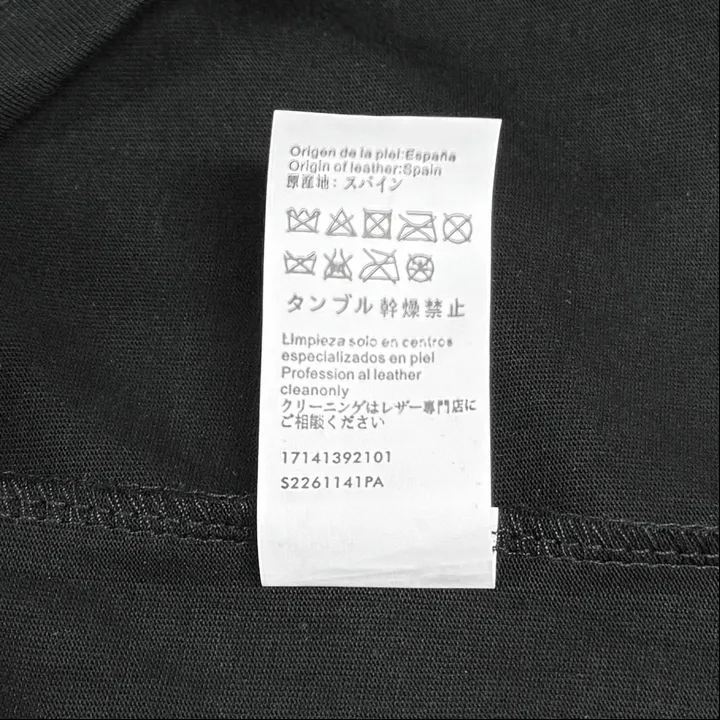 Origen de la piel:España
Origin of leather:Spain
原産地: スパイン
タンブル 幹燥禁止
Limpieza solo en centros
especializados en piel
Profession al leather
cleanonly
クリーニングはレザー専門店に
ご相談ください
17141392101
S2261141PA